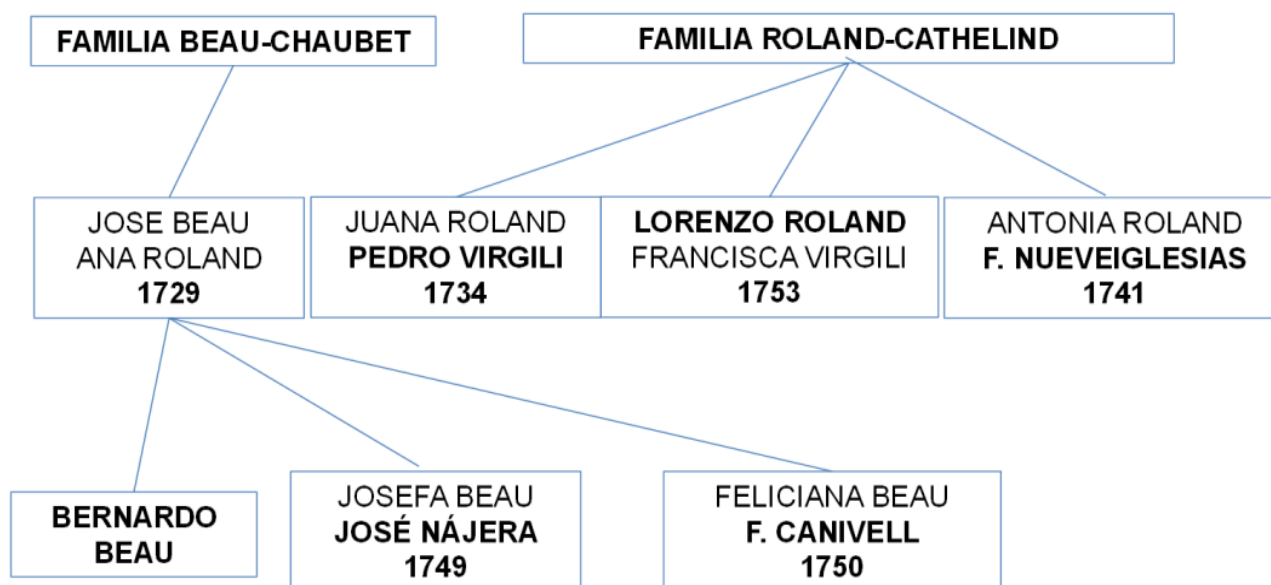 FAMILIA BEAU-CHAUBET
FAMILIA ROLAND-CATHELIND
JOSE BEAU
ANA ROLAND
1729
JUANA ROLAND
PEDRO VIRGILI
1734
LORENZO ROLAND
FRANCISCA VIRGILI
1753
ANTONIA ROLAND
F. NUEVEIGLESIAS
1741
BERNARDO
BEAU
JOSEFA BEAU
JOSÉ NÁJERA
1749
FELICIANA BEAU
F. CANIVELL
1750